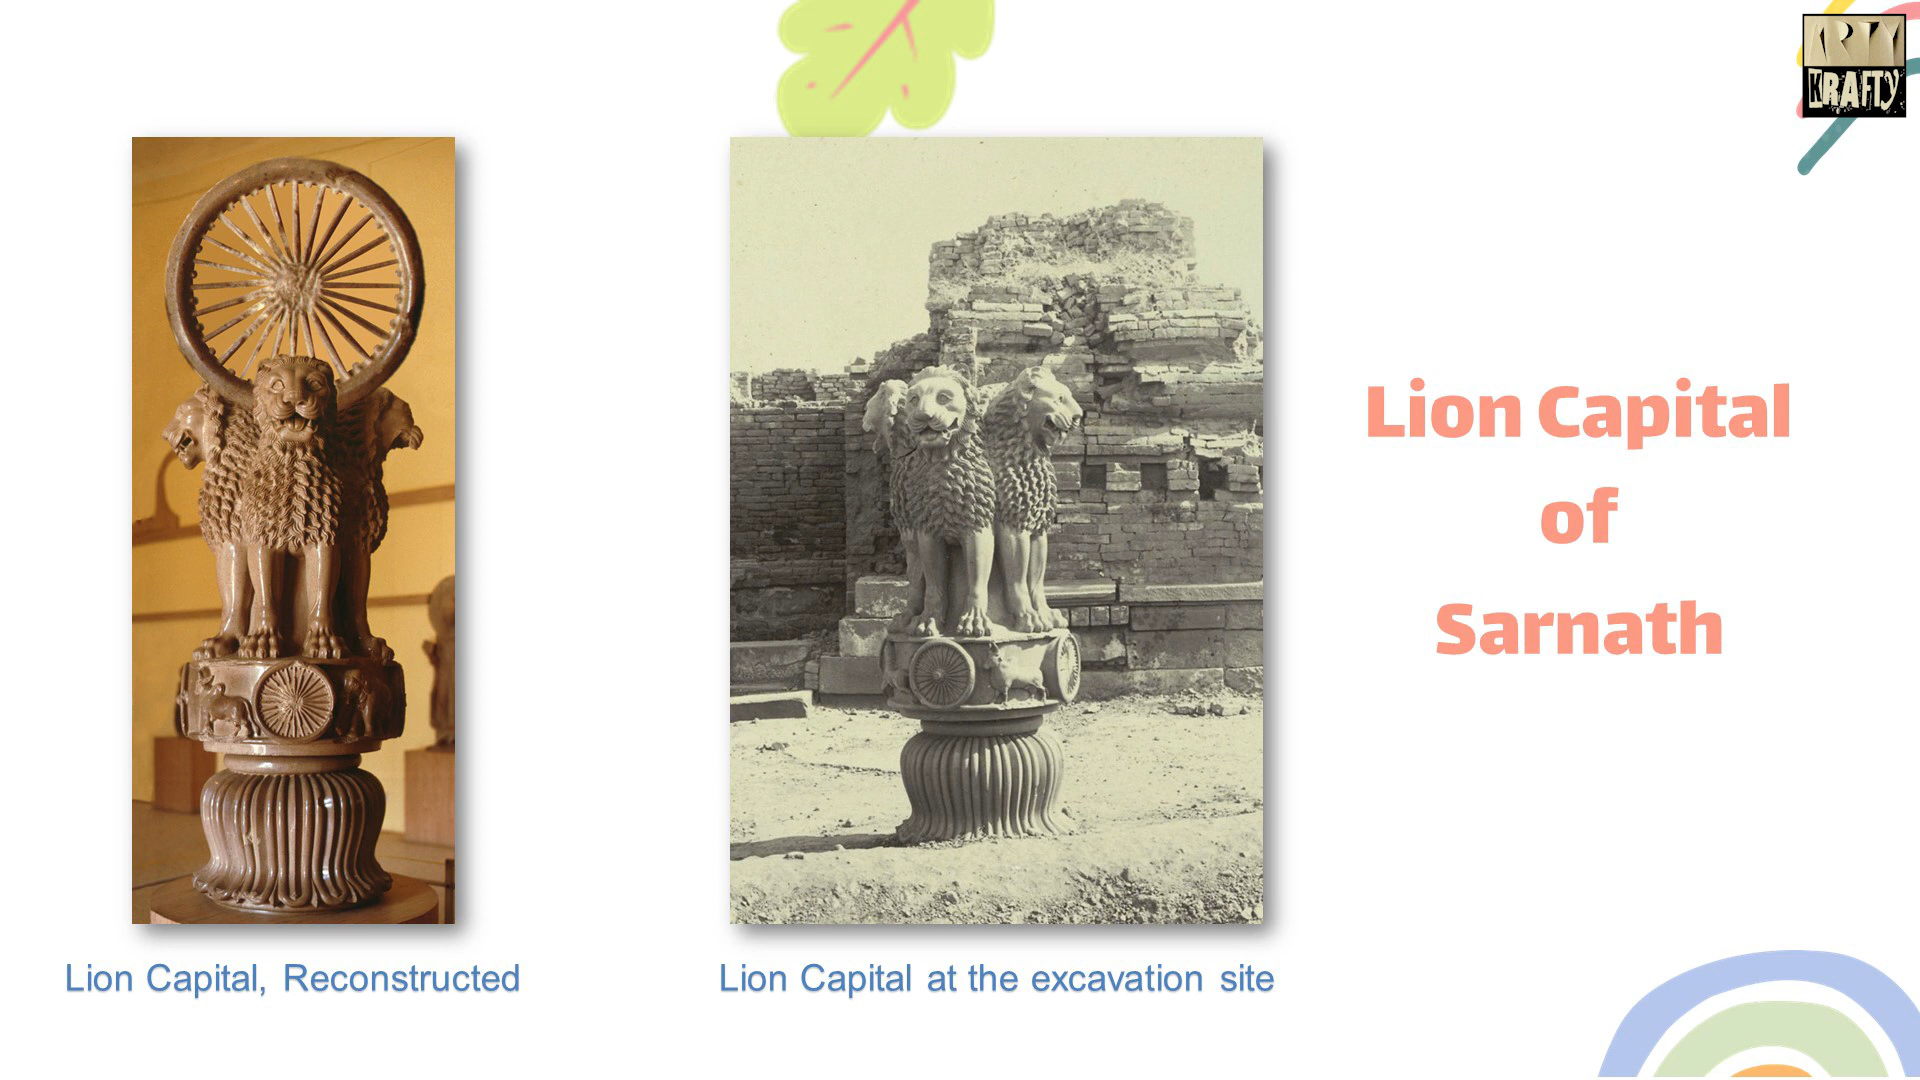 ARTY
KRAFTY
Lion Capital
of
Sarnath
Lion Capital, Reconstructed
Lion Capital at the excavation site